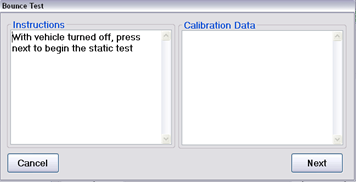 Bounce Test
Instructions
With vehicle turned off, press
next to begin the static test
Calibration Data
Cancel
Next